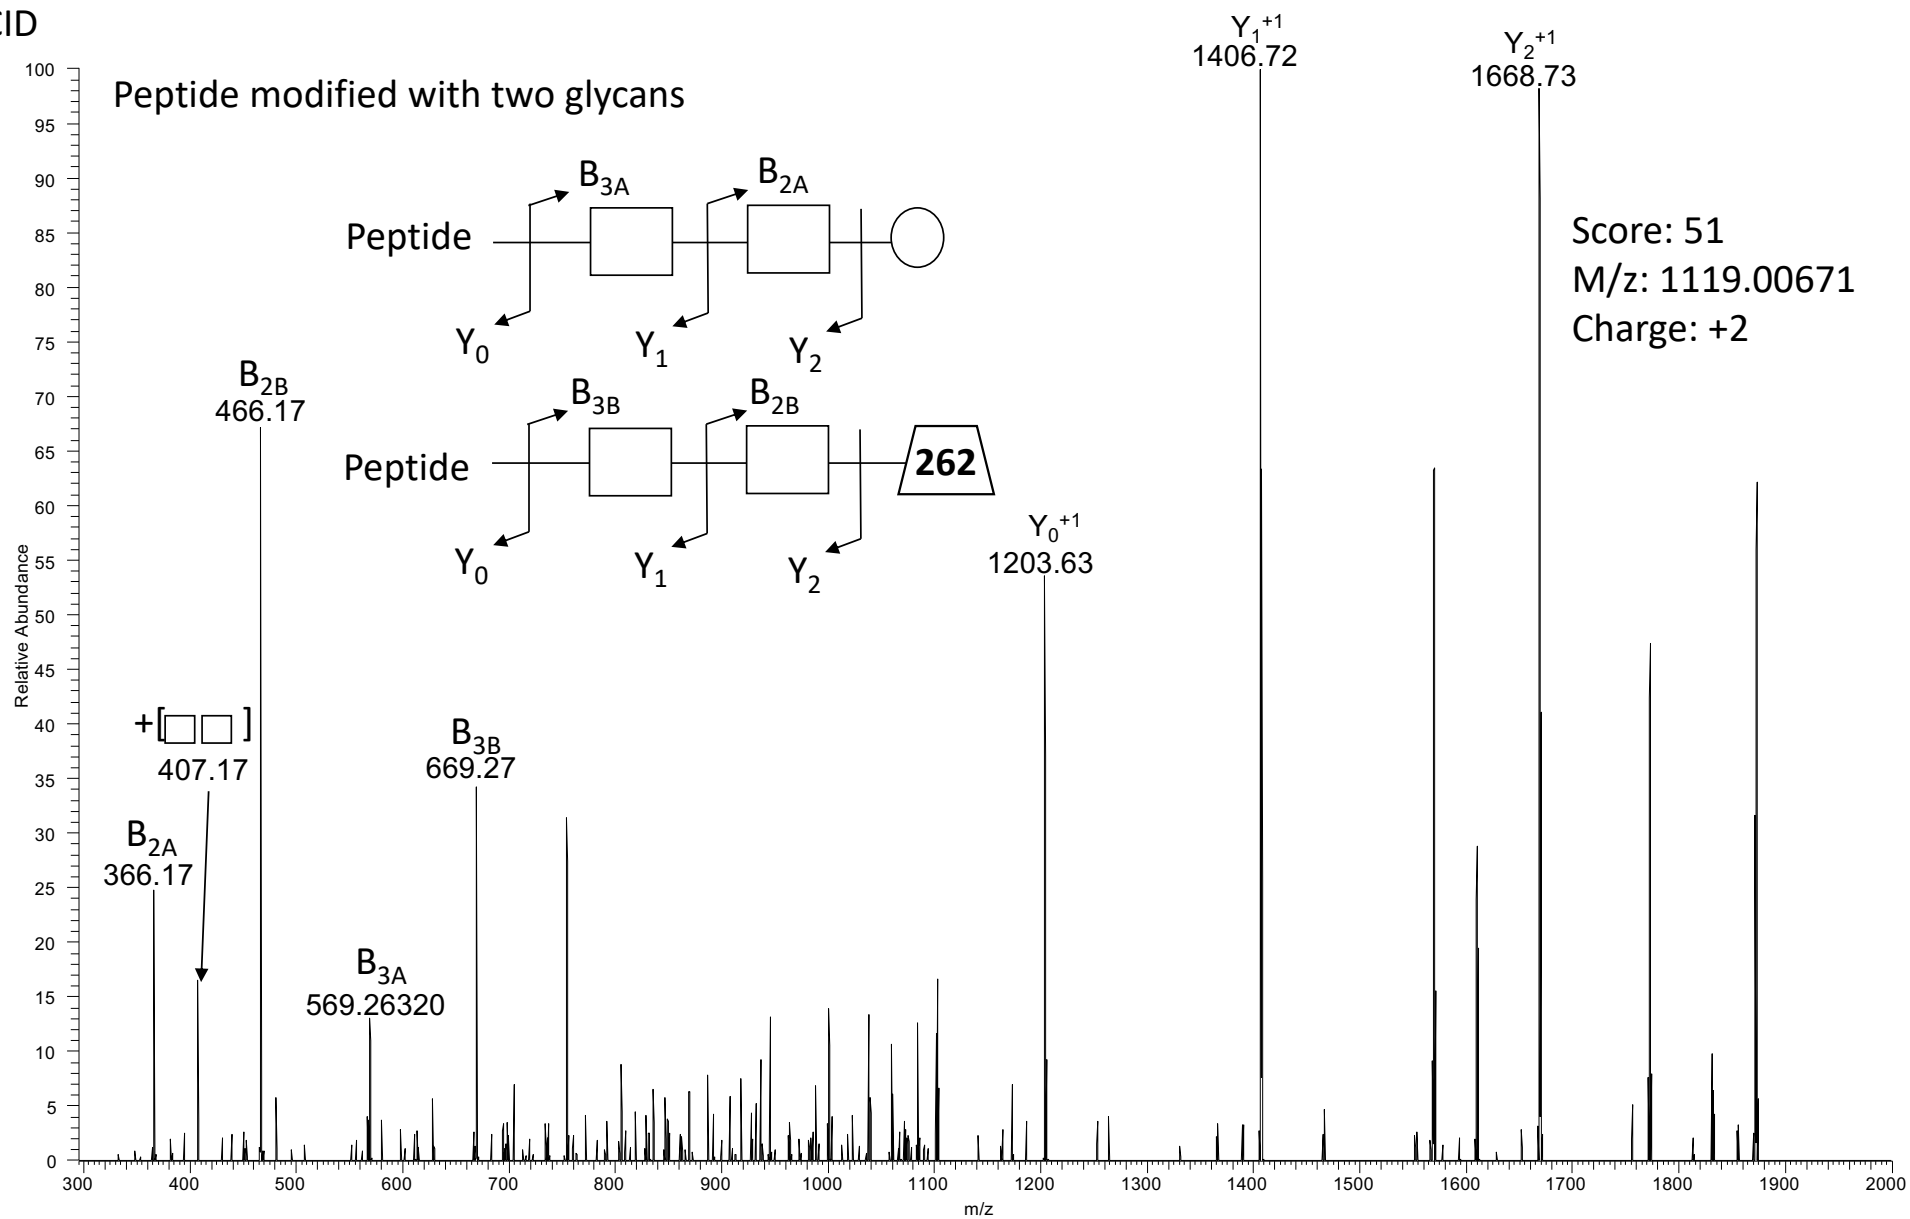 CID
Peptide modified with two glycans
Y1+1
1406.72
Y2+1
1668.73
Score: 51
M/z: 1119.00671
Charge: +2
B3A
B2A
Peptide
Y0
Y1
Y2
B3B
B2B
Peptide
262
Y0
Y1
Y2
B2B
466.17
Y0+1
1203.63
+[ ]
407.17
B3B
669.27
B2A
366.17
B3A
569.26320
Relative Abundance
100
95
90
85
80
75
70
65
60
55
50
45
40
35
30
25
20
15
10
5
0
300 400 500 600 700 800 900 1000 1100 1200 1300 1400 1500 1600 1700 1800 1900 2000
m/z